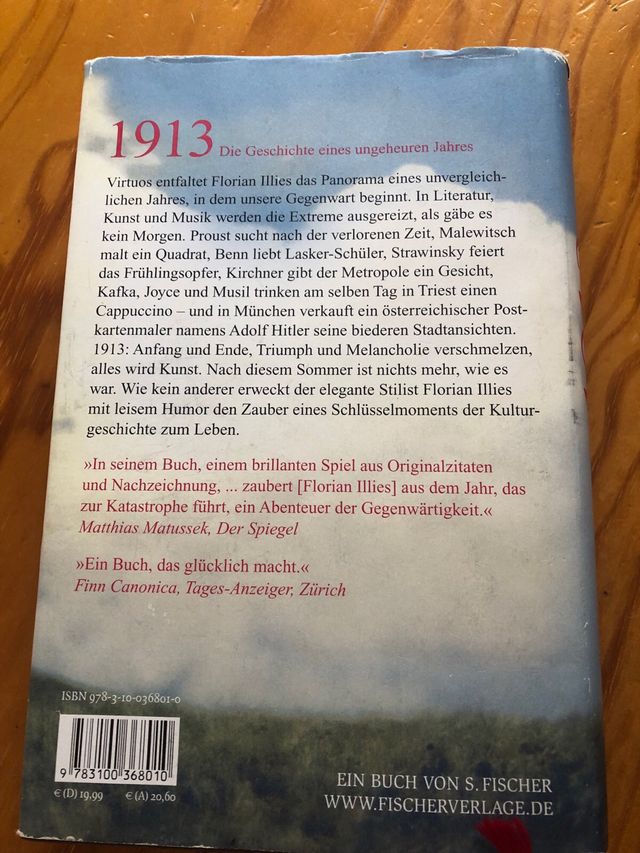 1913 Die Geschichte eines ungeheuren Jahres
Virtuos entfaltet Florian Illies das Panorama eines unvergleich-
lichen Jahres, in dem unsere Gegenwart beginnt. In Literatur,
Kunst und Musik werden die Extreme ausgereizt, als gäbe es
kein Morgen. Proust sucht nach der verlorenen Zeit, Malewitsch
malt ein Quadrat, Benn liebt Lasker-Schüler, Strawinsky feiert
das Frühlingsopfer, Kirchner gibt der Metropole ein Gesicht,
Kafka, Joyce und Musil trinken am selben Tag in Triest einen
Cappuccino – und in München verkauft ein österreichischer Post-
kartenmaler namens Adolf Hitler seine biederen Stadtansichten.
1913: Anfang und Ende, Triumph und Melancholie verschmelzen,
alles wird Kunst. Nach diesem Sommer ist nichts mehr, wie es
war. Wie kein anderer erweckt der elegante Stilist Florian Illies
mit leisem Humor den Zauber eines Schlüsselmoments der Kultur-
geschichte zum Leben.
»In seinem Buch, einem brillanten Spiel aus Originalzitaten
und Nachzeichnung, ... zaubert [Florian Illies] aus dem Jahr, das
zur Katastrophe führt, ein Abenteuer der Gegenwärtigkeit.«
Matthias Matussek, Der Spiegel
»Ein Buch, das glücklich macht.«
Finn Canonica, Tages-Anzeiger, Zürich
ISBN 978-3-10-036801-0
9 783100 368010
€ (D) 19,99 € (A) 20,60
EIN BUCH VON S. FISCHER
WWW.FISCHERVERLAGE.DE